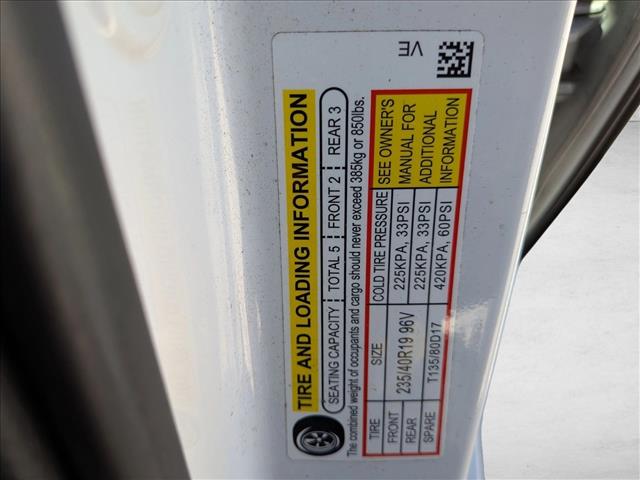 TIRE AND LOADING INFORMATION
SEATING CAPACITY TOTAL 5 FRONT 2 REAR 3
The combined weight of occupants and cargo should never exceed 385kg or 850lbs.
TIRE SIZE COLD TIRE PRESSURE SEE OWNER'S
FRONT 235/40R19 96V 225KPA, 33PSI MANUAL FOR
REAR 225KPA, 33PSI ADDITIONAL
SPARE T135/80D17 420KPA, 60PSI INFORMATION
VE